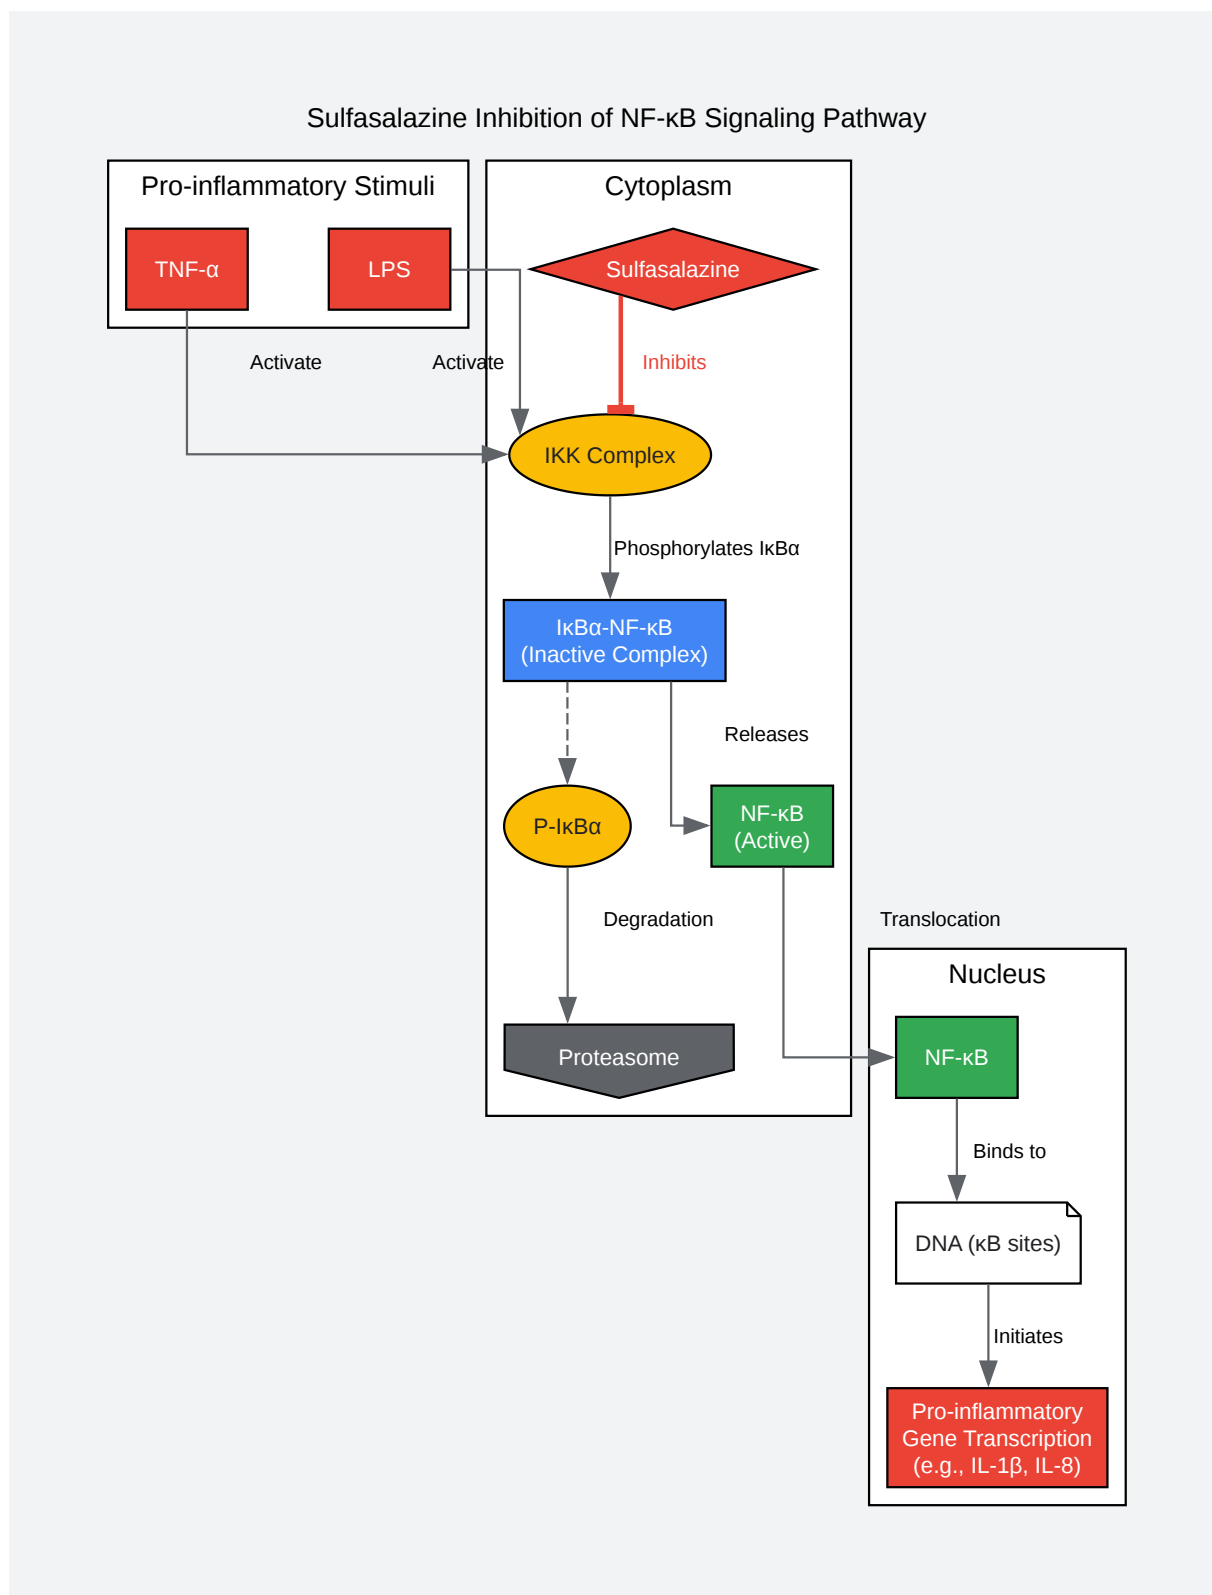 Sulfasalazine Inhibition of NF-κB Signaling Pathway
Pro-inflammatory Stimuli
Cytoplasm
TNF-α
LPS
Sulfasalazine
Activate
Activate
Inhibits
IKK Complex
Phosphorylates IκBα
IκBα-NF-κB
(Inactive Complex)
Releases
P-IκBα
NF-κB
(Active)
Degradation
Translocation
Nucleus
Proteasome
NF-κB
Binds to
DNA (κB sites)
Initiates
Pro-inflammatory
Gene Transcription
(e.g., IL-1β, IL-8)